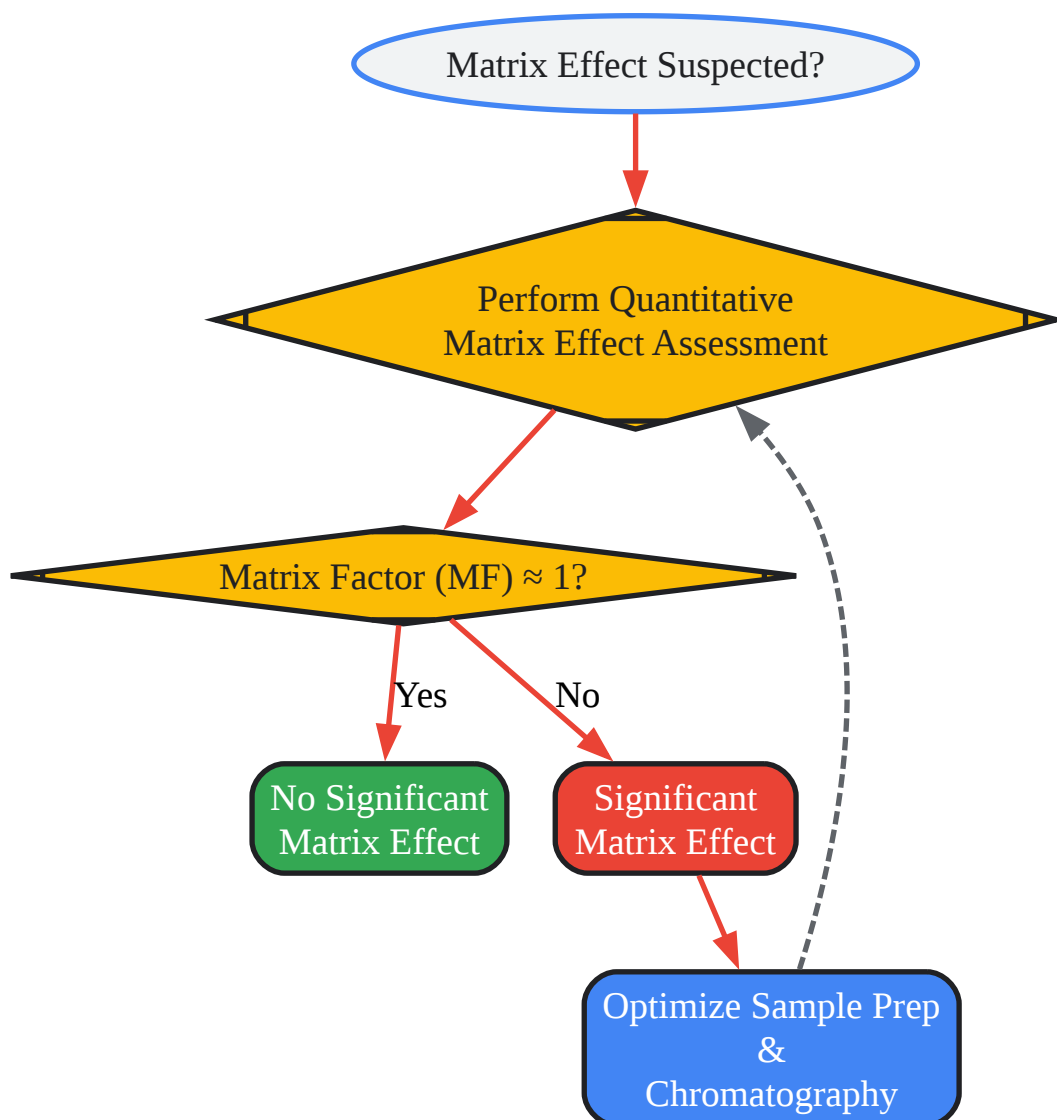 Matrix Effect Suspected?
Perform Quantitative
Matrix Effect Assessment
Matrix Factor (MF) ≈ 1?
Yes
No
No Significant
Matrix Effect
Significant
Matrix Effect
Optimize Sample Prep
&
Chromatography